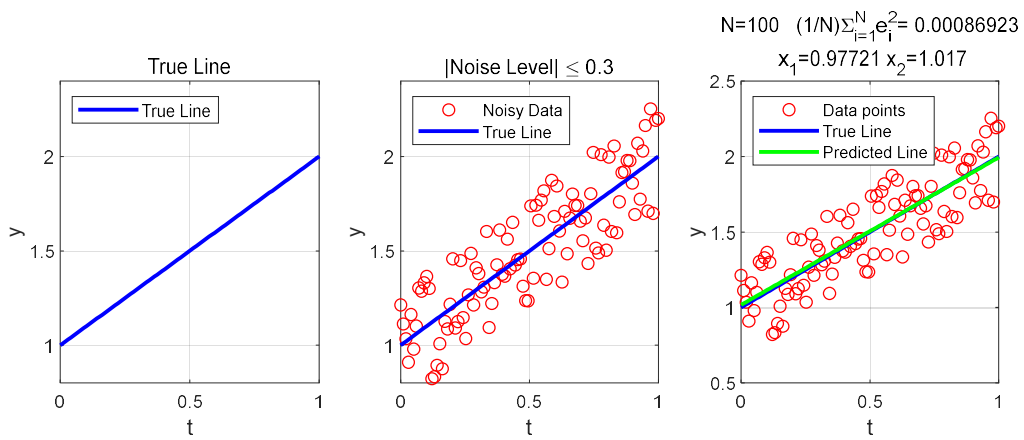 True Line
True Line
2
1.5
1
y
0
0.5
1
t
|Noise Level| ≤ 0.3
Noisy Data
True Line
2
1.5
1
y
0
0.5
1
t
N=100 (1/N)Σ_{i=1}^{N}e_i^2= 0.00086923
x_1=0.97721 x_2=1.017
Data points
True Line
Predicted Line
2.5
2
1.5
1
0.5
y
0
0.5
1
t